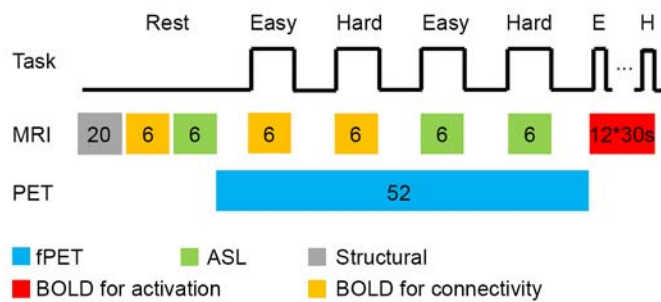 Rest Easy Hard Easy Hard E H
Task
...
MRI 20 6 6 6 6 6 6 12*30s
PET 52
fPET ASL Structural
BOLD for activation BOLD for connectivity